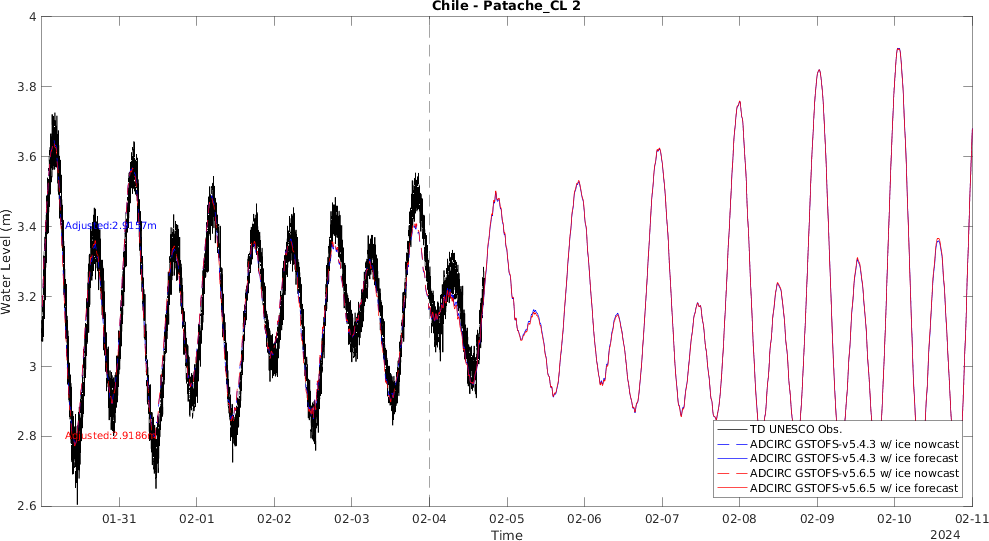 Chile - Patache_CL 2
Water Level (m)
4
3.8
3.6
3.4
3.2
3
2.8
2.6
Adjusted:2.9157m
Adjusted:2.9186m
TD UNESCO Obs.
ADCIRC GSTOFS-v5.4.3 w/ ice nowcast
ADCIRC GSTOFS-v5.4.3 w/ ice forecast
ADCIRC GSTOFS-v5.6.5 w/ ice nowcast
ADCIRC GSTOFS-v5.6.5 w/ ice forecast
01-31 02-01 02-02 02-03 02-04 02-05 02-06 02-07 02-08 02-09 02-10 02-11
Time
2024